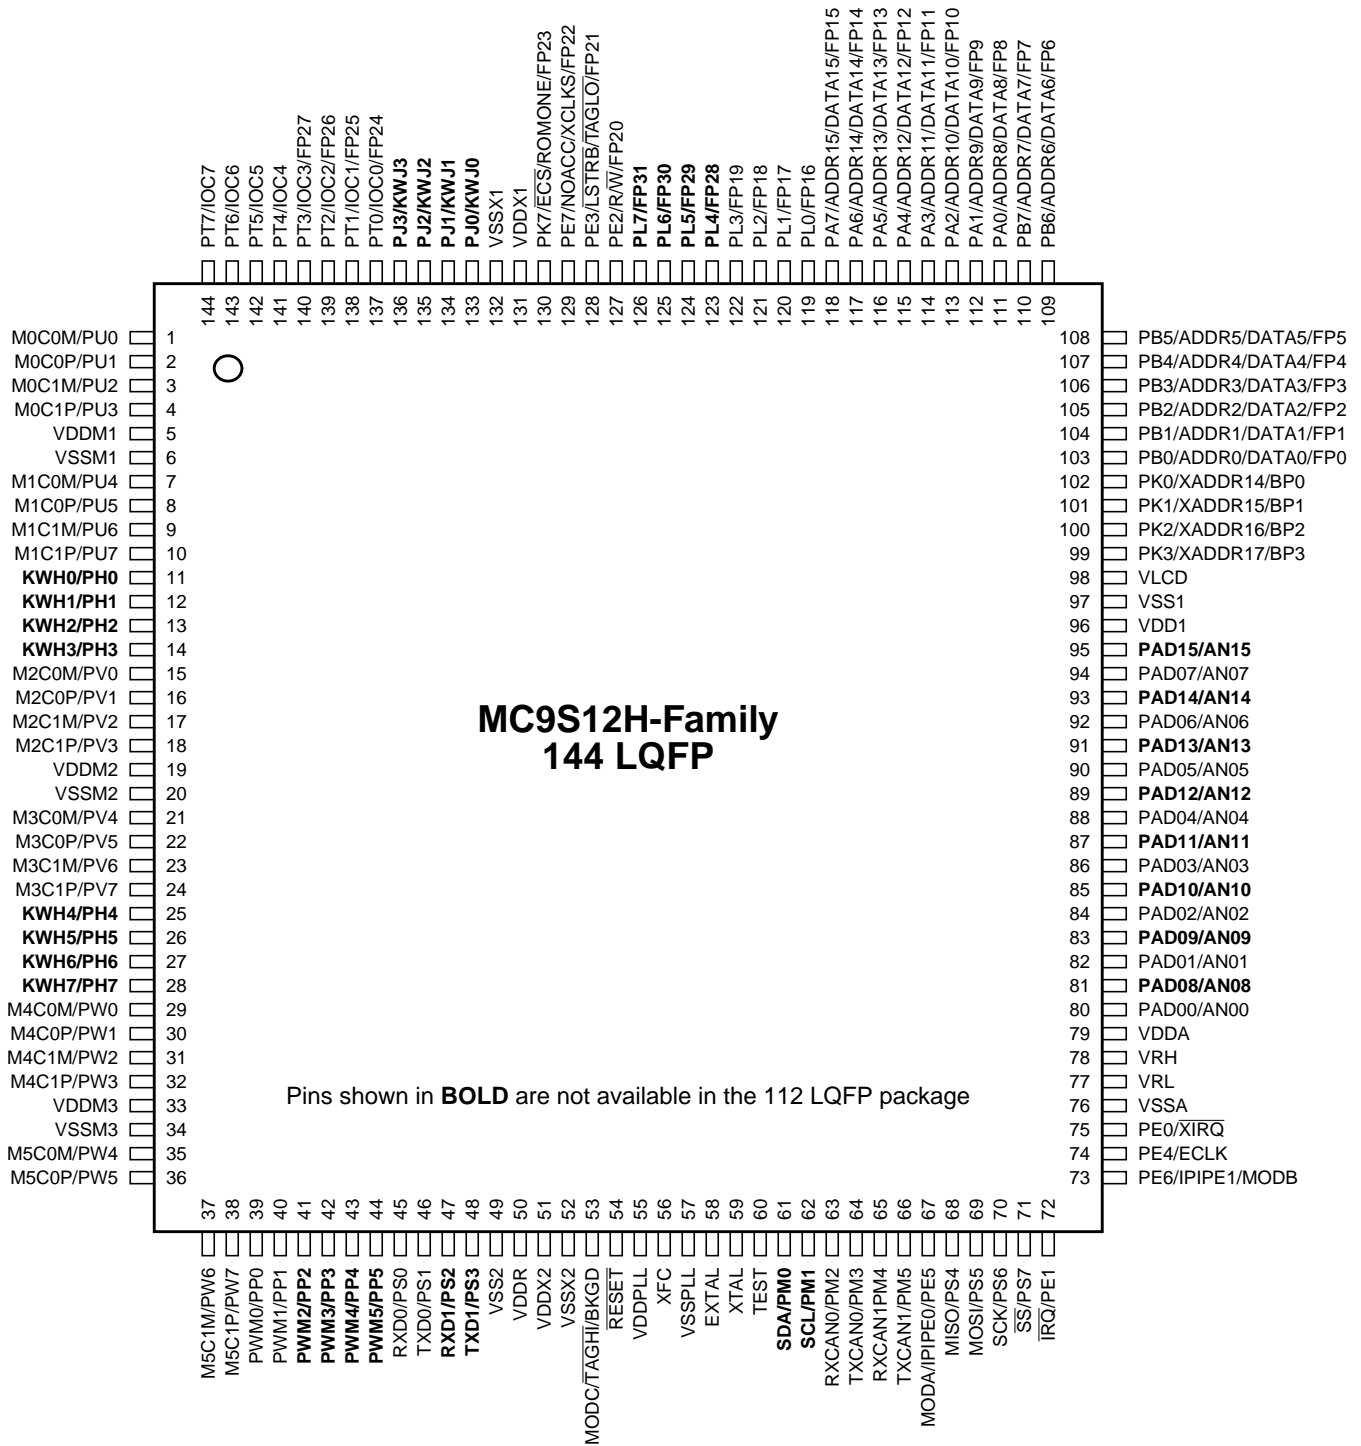 PT7/IOC7
PT6/IOC6
PT5/IOC5
PT4/IOC4
PT3/IOC3/FP27
PT2/IOC2/FP26
PT1/IOC1/FP25
PT0/IOC0/FP24
PJ3/KWJ3
PJ2/KWJ2
PJ1/KWJ1
PJ0/KWJ0
VSSX1
VDDX1
PK7/ECS/ROMONE/FP23
PE7/NOACC/XCLKS/FP22
PE3/LSTRB/TAGLO/FP21
PE2/R/W/FP20
PL7/FP31
PL6/FP30
PL5/FP29
PL4/FP28
PL3/FP19
PL2/FP18
PL1/FP17
PL0/FP16
PA7/ADDR15/DATA15/FP15
PA6/ADDR14/DATA14/FP14
PA5/ADDR13/DATA13/FP13
PA4/ADDR12/DATA12/FP12
PA3/ADDR11/DATA11/FP11
PA2/ADDR10/DATA10/FP10
PA1/ADDR9/DATA9/FP9
PA0/ADDR8/DATA8/FP8
PB7/ADDR7/DATA7/FP7
PB6/ADDR6/DATA6/FP6
144
143
142
141
140
139
138
137
136
135
134
133
132
131
130
129
128
127
126
125
124
123
122
121
120
119
118
117
116
115
114
113
112
111
110
109
M0C0M/PU0 1
M0C0P/PU1 2
M0C1M/PU2 3
M0C1P/PU3 4
VDDM1 5
VSSM1 6
M1C0M/PU4 7
M1C0P/PU5 8
M1C1M/PU6 9
M1C1P/PU7 10
KWH0/PH0 11
KWH1/PH1 12
KWH2/PH2 13
KWH3/PH3 14
M2C0M/PV0 15
M2C0P/PV1 16
M2C1M/PV2 17
M2C1P/PV3 18
VDDM2 19
VSSM2 20
M3C0M/PV4 21
M3C0P/PV5 22
M3C1M/PV6 23
M3C1P/PV7 24
KWH4/PH4 25
KWH5/PH5 26
KWH6/PH6 27
KWH7/PH7 28
M4C0M/PW0 29
M4C0P/PW1 30
M4C1M/PW2 31
M4C1P/PW3 32
VDDM3 33
VSSM3 34
M5C0M/PW4 35
M5C0P/PW5 36
MC9S12H-Family
144 LQFP
Pins shown in BOLD are not available in the 112 LQFP package
108 PB5/ADDR5/DATA5/FP5
107 PB4/ADDR4/DATA4/FP4
106 PB3/ADDR3/DATA3/FP3
105 PB2/ADDR2/DATA2/FP2
104 PB1/ADDR1/DATA1/FP1
103 PB0/ADDR0/DATA0/FP0
102 PK0/XADDR14/BP0
101 PK1/XADDR15/BP1
100 PK2/XADDR16/BP2
99 PK3/XADDR17/BP3
98 VLCD
97 VSS1
96 VDD1
95 PAD15/AN15
94 PAD07/AN07
93 PAD14/AN14
92 PAD06/AN06
91 PAD13/AN13
90 PAD05/AN05
89 PAD12/AN12
88 PAD04/AN04
87 PAD11/AN11
86 PAD03/AN03
85 PAD10/AN10
84 PAD02/AN02
83 PAD09/AN09
82 PAD01/AN01
81 PAD08/AN08
80 PAD00/AN00
79 VDDA
78 VRH
77 VRL
76 VSSA
75 PE0/XIRQ
74 PE4/ECLK
73 PE6/IPIPE1/MODB
37
38
39
40
41
42
43
44
45
46
47
48
49
50
51
52
53
54
55
56
57
58
59
60
61
62
63
64
65
66
67
68
69
70
71
72
M5C1M/PW6
M5C1P/PW7
PWM0/PP0
PWM1/PP1
PWM2/PP2
PWM3/PP3
PWM4/PP4
PWM5/PP5
RXD0/PS0
TXD0/PS1
RXD1/PS2
TXD1/PS3
VSS2
VDDR
VDDX2
VSSX2
MODC/TAGHI/BKGD
RESET
VDDPLL
XFC
VSSPLL
EXTAL
XTAL
TEST
SDA/PM0
SCL/PM1
RXCAN0/PM2
TXCAN0/PM3
RXCAN1PM4
TXCAN1/PM5
MODA/IPIPE0/PE5
MISO/PS4
MOSI/PS5
SCK/PS6
SS/PS7
IRQ/PE1